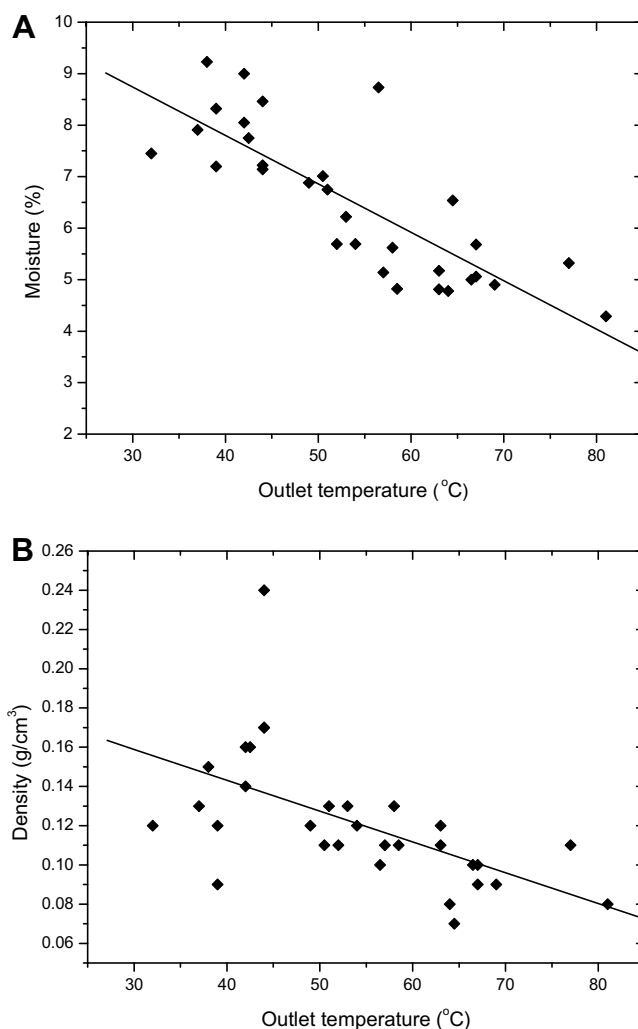 A
10
9
8
7
6
5
4
3
2
Moisture (%)
30 40 50 60 70 80
Outlet temperature (°C)
B
0.26
0.24
0.22
0.20
0.18
0.16
0.14
0.12
0.10
0.08
0.06
Density (g/cm³)
30 40 50 60 70 80
Outlet temperature (°C)